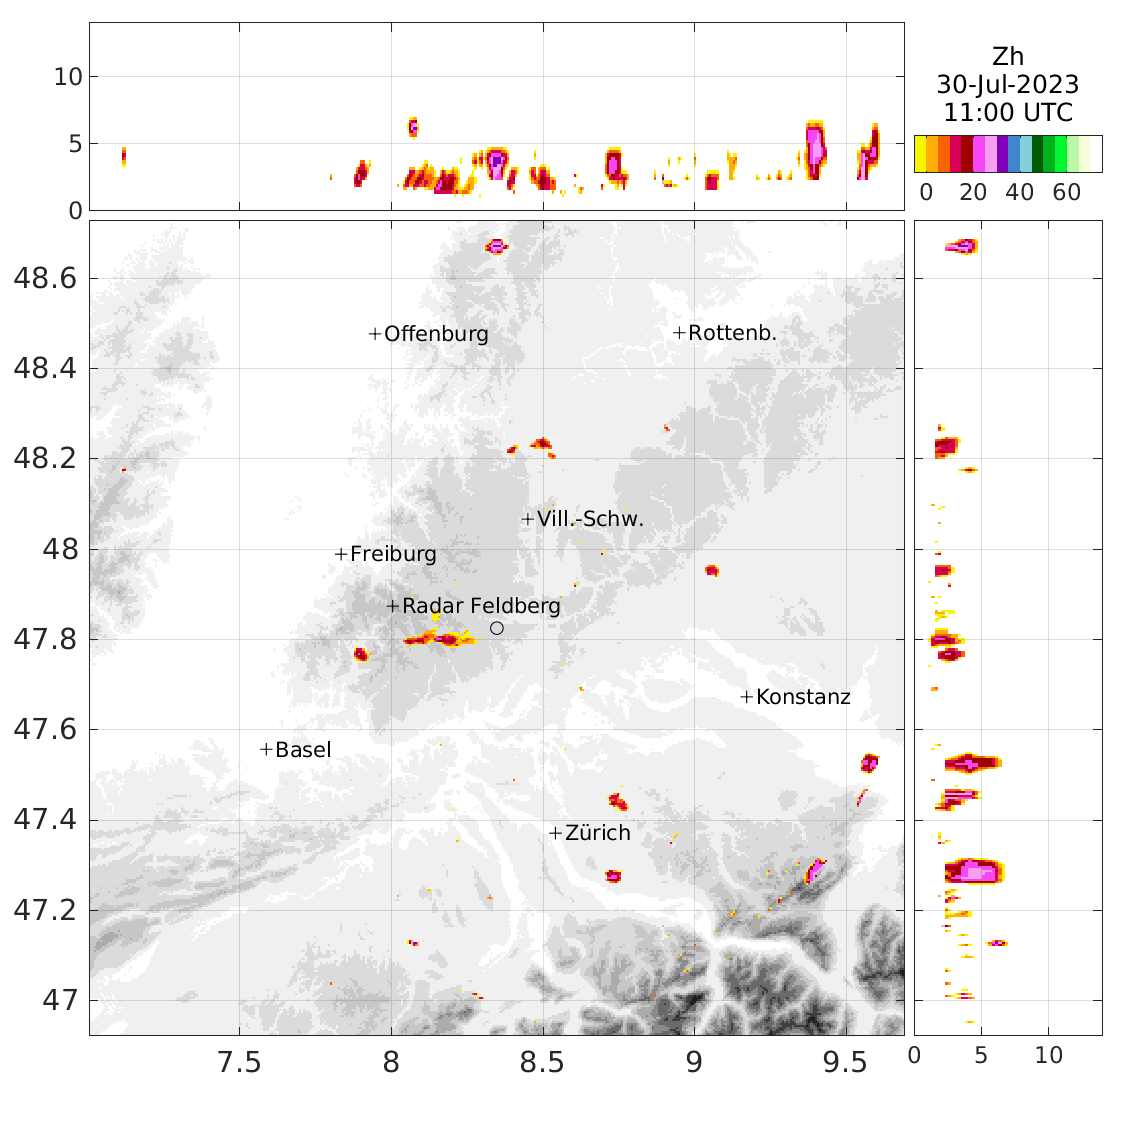 Zh
30-Jul-2023
11:00 UTC
0 20 40 60
10
5
0
48.6
48.4
48.2
48
47.8
47.6
47.4
47.2
47
+Offenburg
+Rottenb.
+Vill.-Schw.
+Freiburg
+Radar Feldberg
+Konstanz
+Basel
+Zürich
7.5 8 8.5 9 9.5
0 5 10